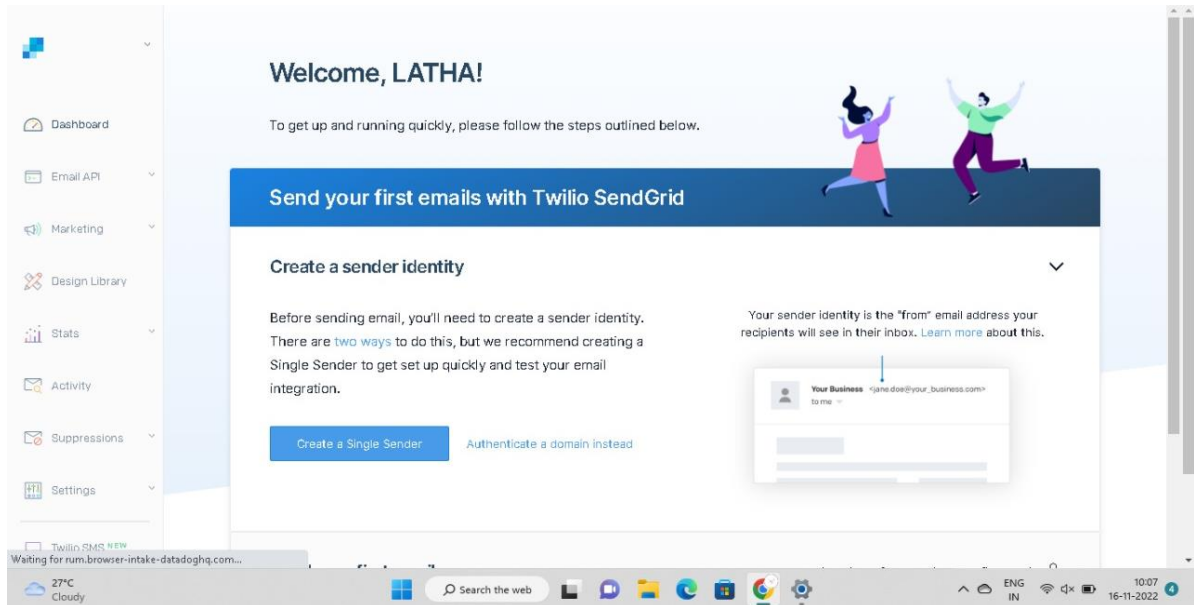 Welcome, LATHA!
To get up and running quickly, please follow the steps outlined below.
Dashboard
Email API
Marketing
Design Library
Stats
Activity
Suppressions
Settings
Twilio SMS NEW
Send your first emails with Twilio SendGrid
Create a sender identity
Before sending email, you'll need to create a sender identity.
There are two ways to do this, but we recommend creating a
Single Sender to get set up quickly and test your email
integration.
Create a Single Sender
Authenticate a domain instead
Your sender identity is the "from" email address your
recipients will see in their inbox. Learn more about this.
Your Business <jane.doe@your_business.com>
to me
Waiting for rum.browser-intake-datadoghq.com...
27°C
Cloudy
Search the web
ENG
IN
10:07
16-11-2022
4